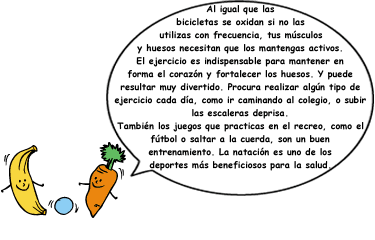 Al igual que las
bicicletas se oxidan si no las
utilizas con frecuencia, tus músculos
y huesos necesitan que los mantengas activos.
El ejercicio es indispensable para mantener en
forma el corazón y fortalecer los huesos. Y puede
resultar muy divertido. Procura realizar algún tipo de
ejercicio cada día, como ir caminando al colegio, o subir
las escaleras deprisa.
También los juegos que practicas en el recreo, como el
fútbol o saltar a la cuerda, son un buen
entrenamiento. La natación es uno de los
deportes más beneficiosos para la salud.